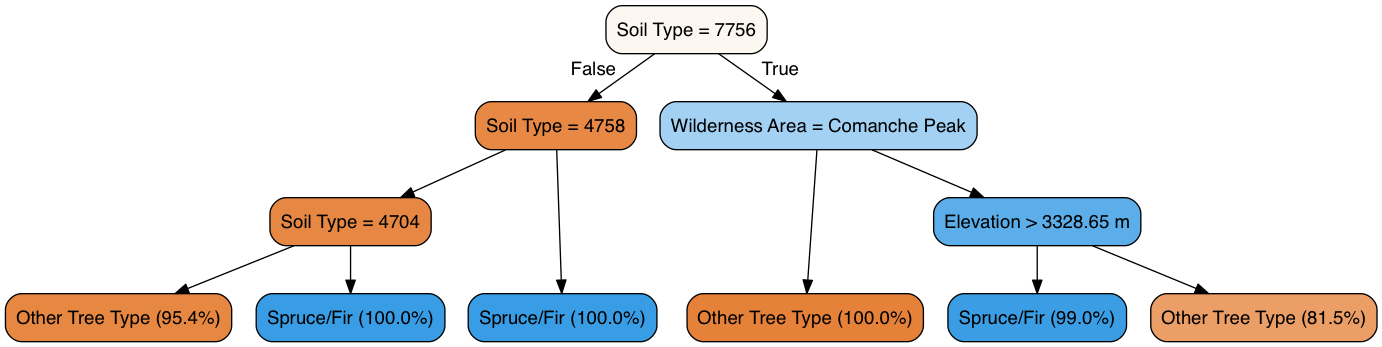 Soil Type = 7756
False
True
Soil Type = 4758
Wilderness Area = Comanche Peak
Soil Type = 4704
Elevation > 3328.65 m
Other Tree Type (95.4%)
Spruce/Fir (100.0%)
Spruce/Fir (100.0%)
Other Tree Type (100.0%)
Spruce/Fir (99.0%)
Other Tree Type (81.5%)